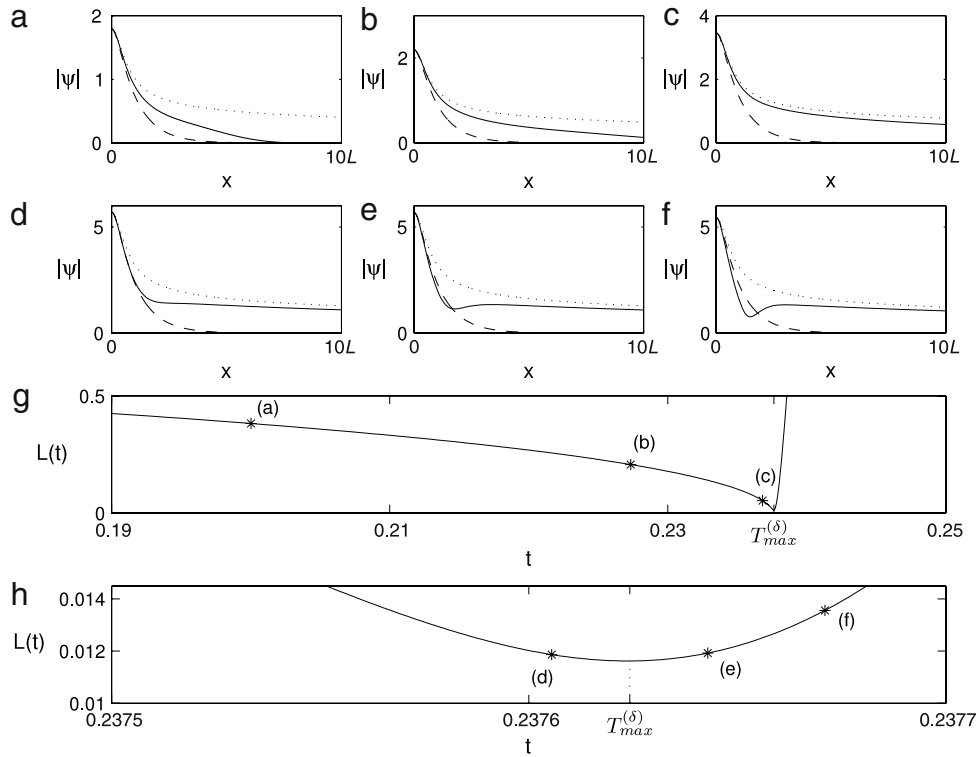 a
2
1
0
|ψ|
0
10L
x
b
2
0
|ψ|
0
10L
x
c
4
2
0
|ψ|
0
10L
x
d
5
0
|ψ|
0
10L
x
e
5
0
|ψ|
0
10L
x
f
5
0
|ψ|
0
10L
x
g
0.5
0
L(t)
(a)
(b)
(c)
0.19
0.21
0.23
T_{max}^{(δ)}
0.25
t
h
0.014
0.012
0.01
L(t)
(d)
(e)
(f)
0.2375
0.2376
T_{max}^{(δ)}
0.2377
t